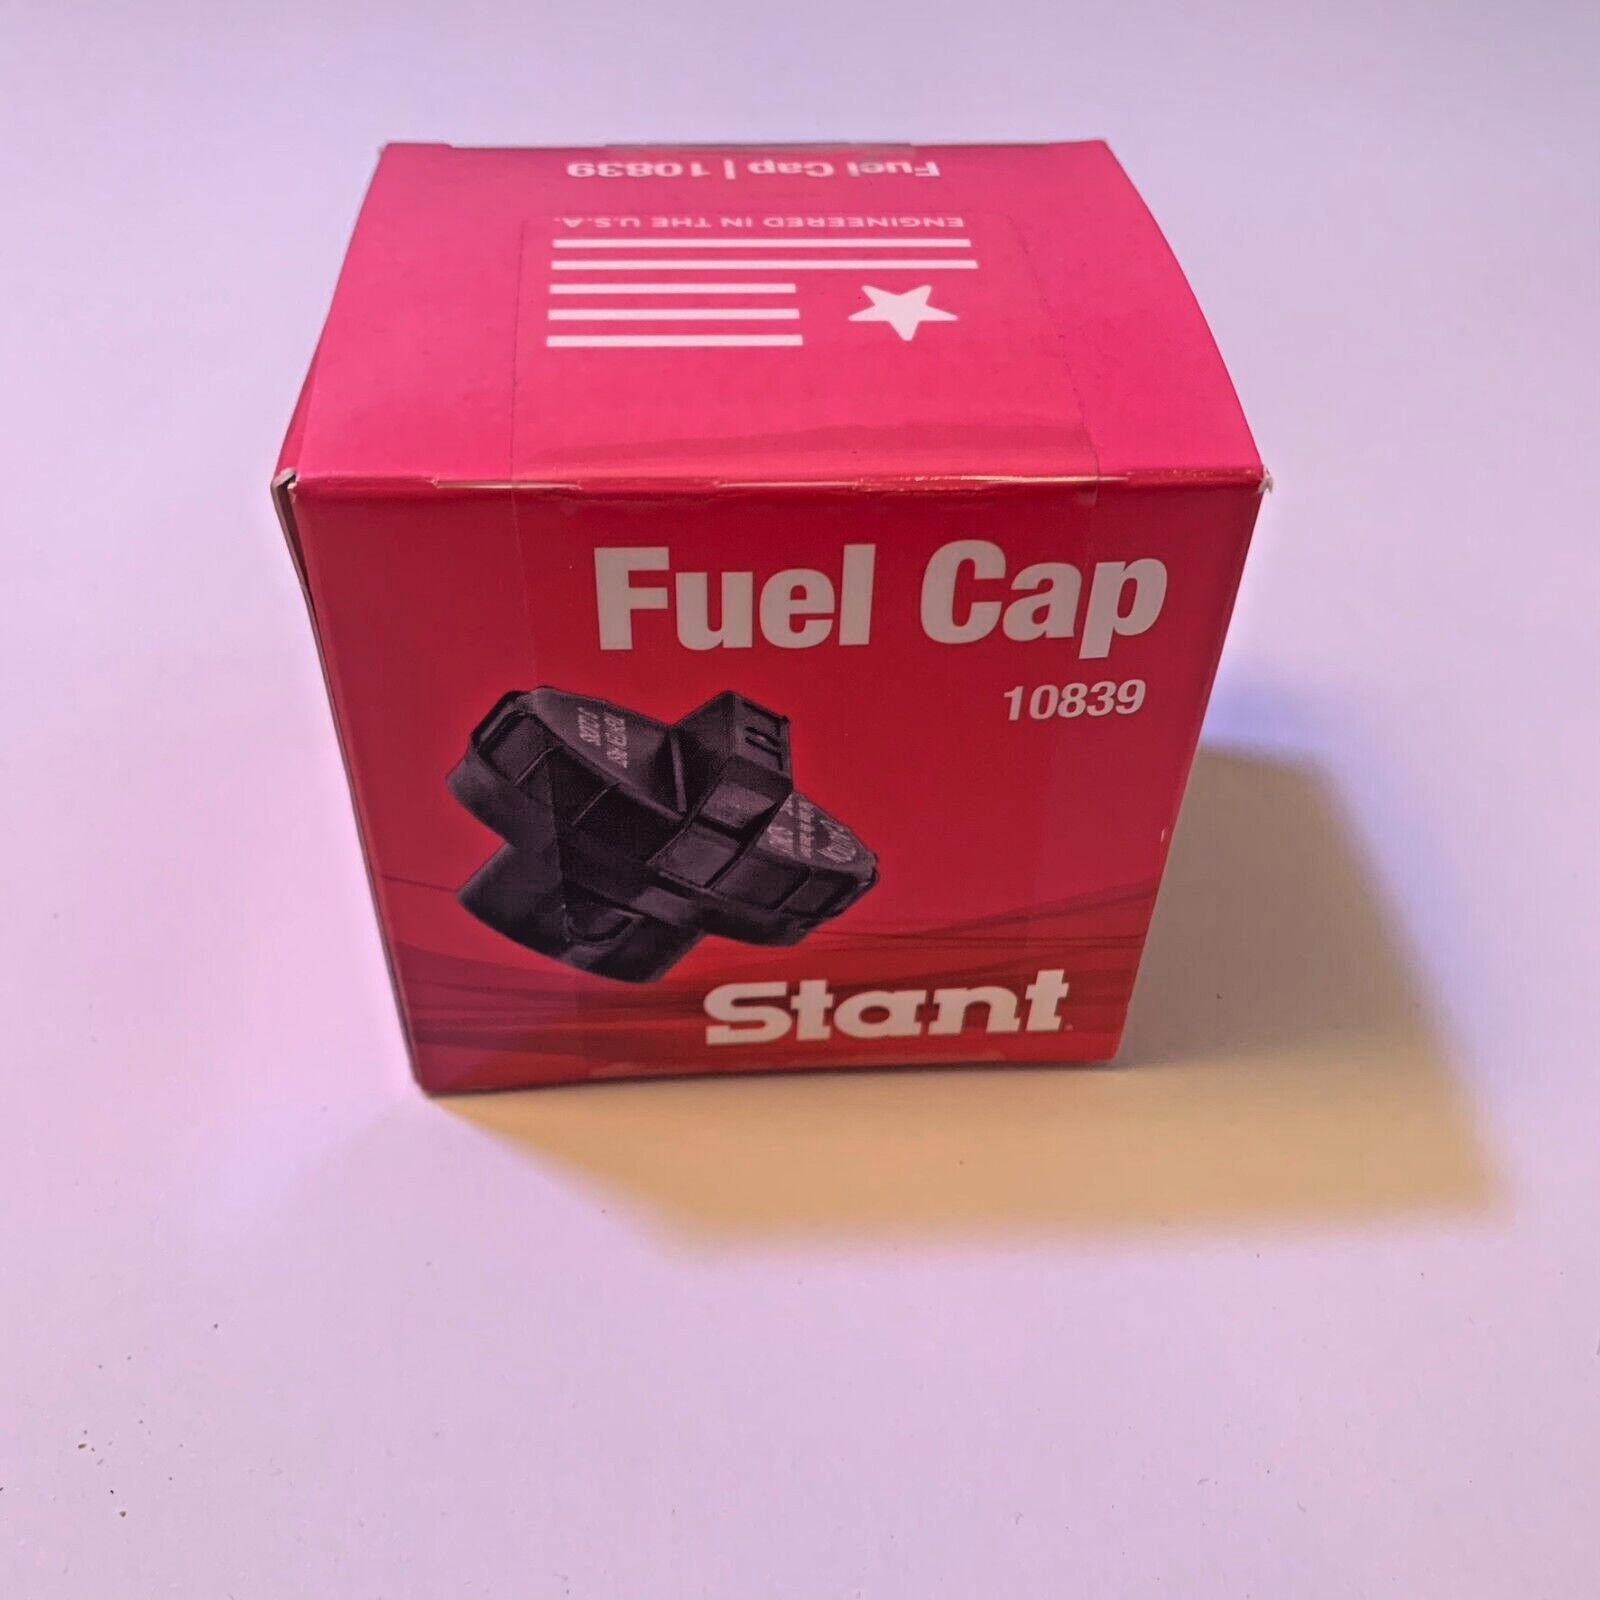 Fuel Cap | 10839
ENGINEERED IN THE U.S.A.
Fuel Cap
10839
Stant